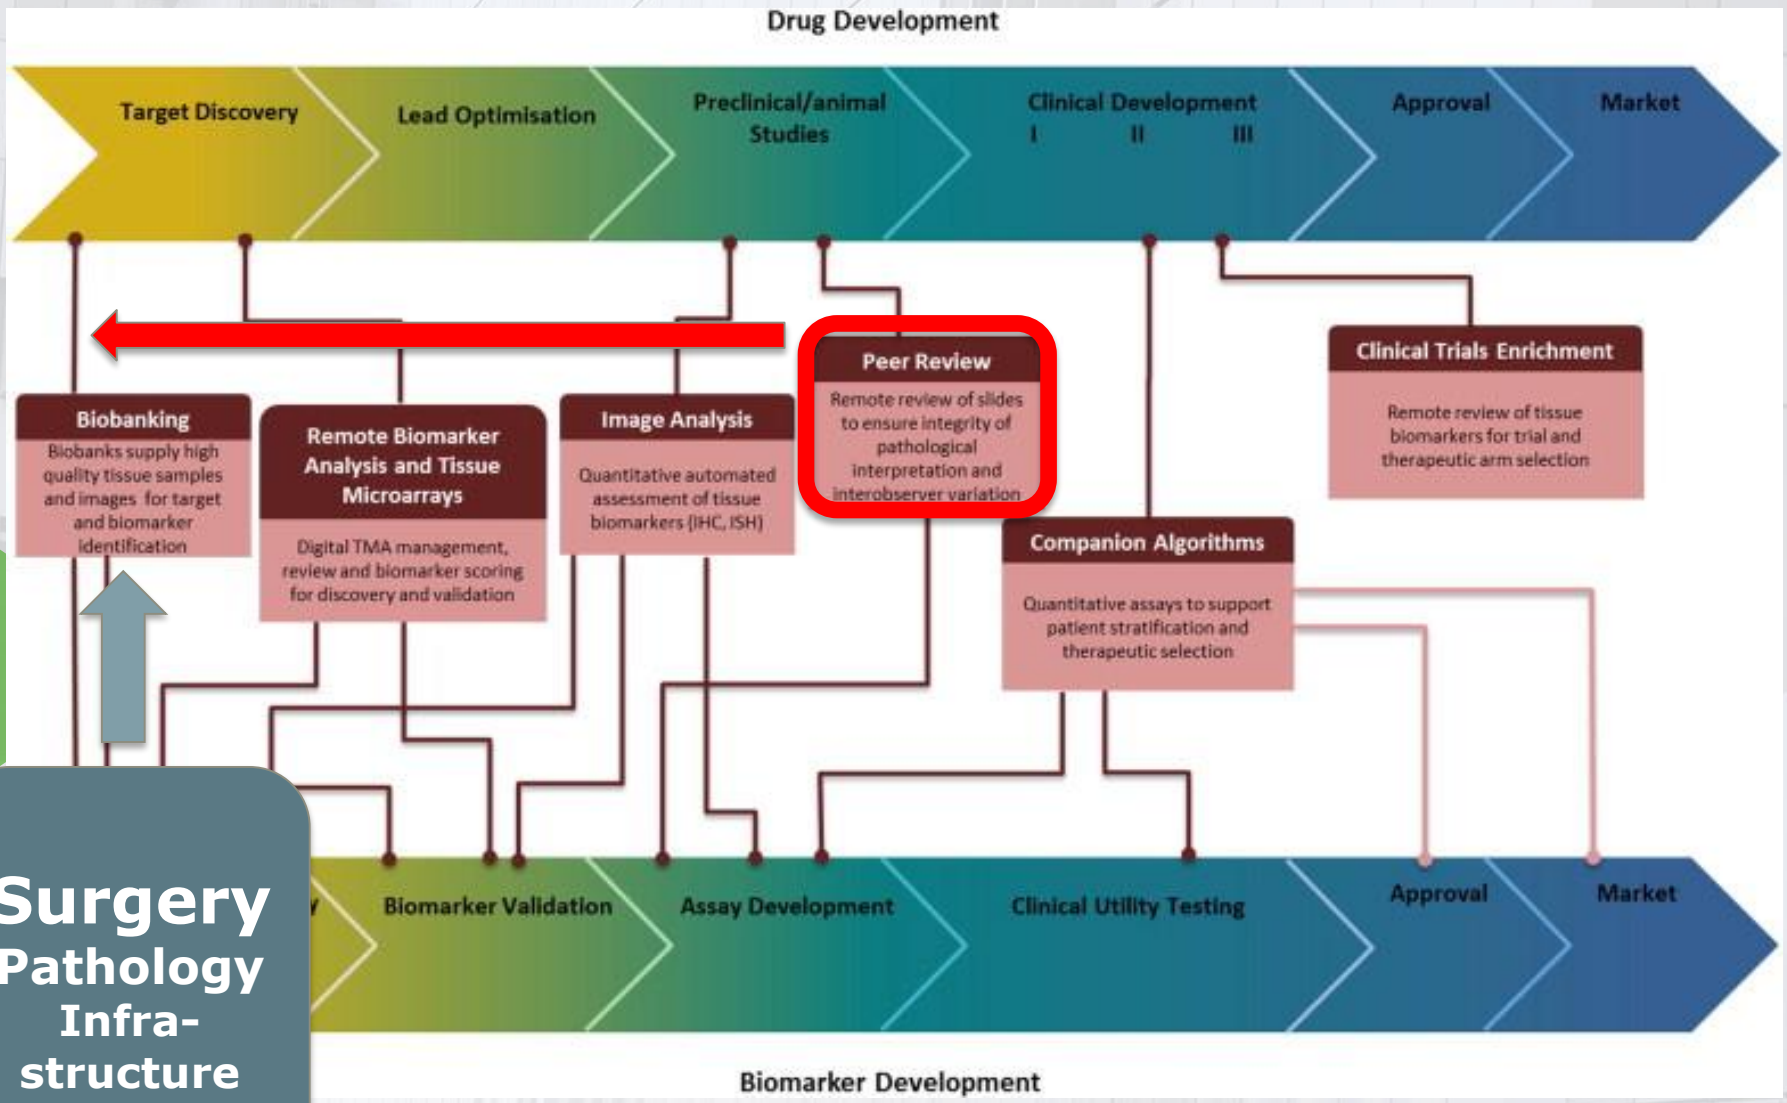 Drug Development
Target Discovery
Lead Optimisation
Preclinical/animal
Studies
Clinical Development
I II III
Approval
Market
Biobanking
Biobanks supply high
quality tissue samples
and images for target
and biomarker
identification
Remote Biomarker
Analysis and Tissue
Microarrays
Digital TMA management,
review and biomarker scoring
for discovery and validation
Image Analysis
Quantitative automated
assessment of tissue
biomarkers (IHC, ISH)
Peer Review
Remote review of slides
to ensure integrity of
pathological
interpretation and
interobserver variation
Companion Algorithms
Quantitative assays to support
patient stratification and
therapeutic selection
Clinical Trials Enrichment
Remote review of tissue
biomarkers for trial and
therapeutic arm selection
Surgery
Pathology
Infra-
structure
y
Biomarker Validation
Assay Development
Clinical Utility Testing
Approval
Market
Biomarker Development